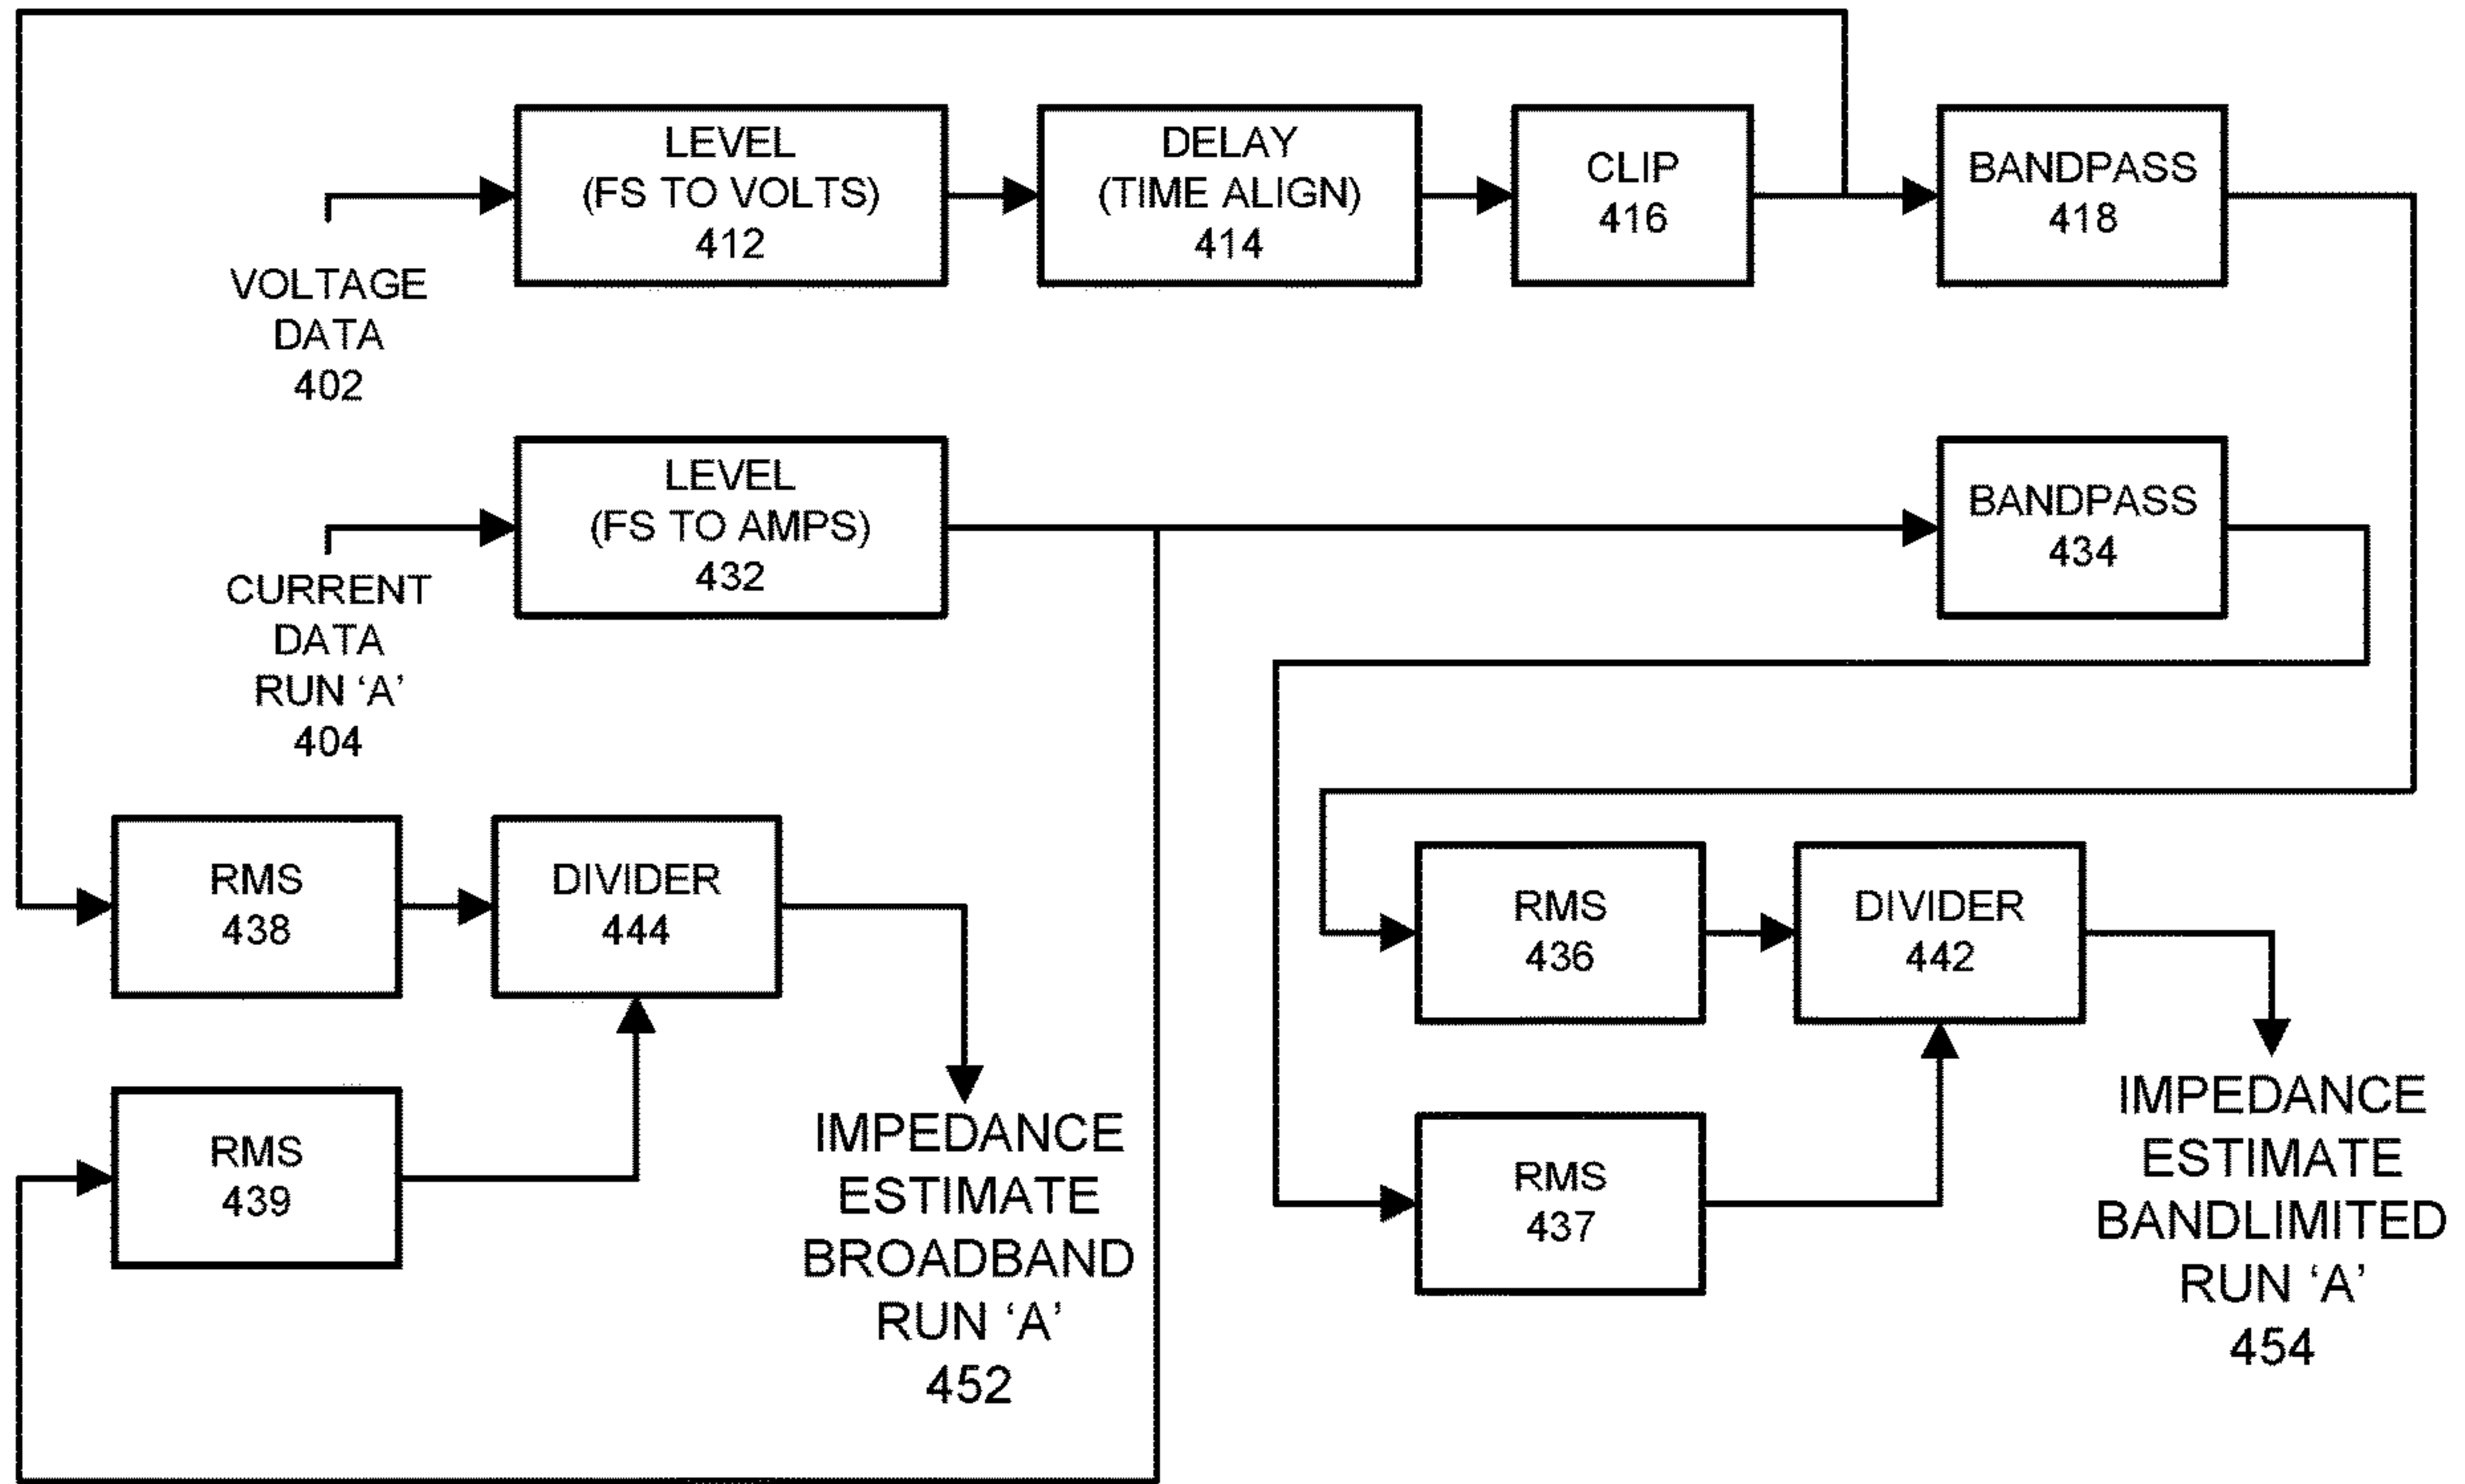 LEVEL
(FS TO VOLTS)
412
DELAY
(TIME ALIGN)
414
CLIP
416
BANDPASS
418
VOLTAGE
DATA
402
LEVEL
(FS TO AMPS)
432
BANDPASS
434
CURRENT
DATA
RUN ‘A’
404
RMS
438
DIVIDER
444
RMS
436
DIVIDER
442
RMS
439
IMPEDANCE
ESTIMATE
BROADBAND
RUN ‘A’
452
RMS
437
IMPEDANCE
ESTIMATE
BANDLIMITED
RUN ‘A’
454